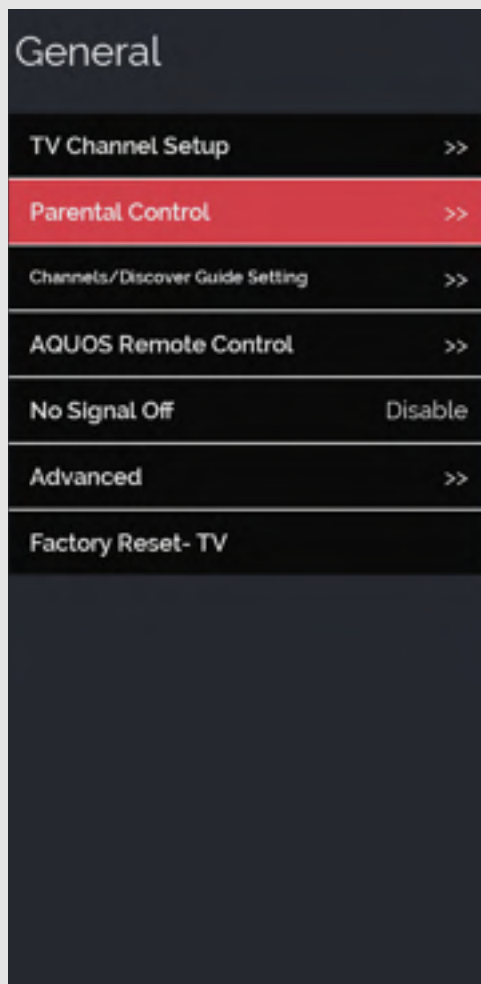 General
TV Channel Setup >>
Parental Control >>
Channels/Discover Guide Setting >>
AQUOS Remote Control >>
No Signal Off Disable
Advanced >>
Factory Reset- TV